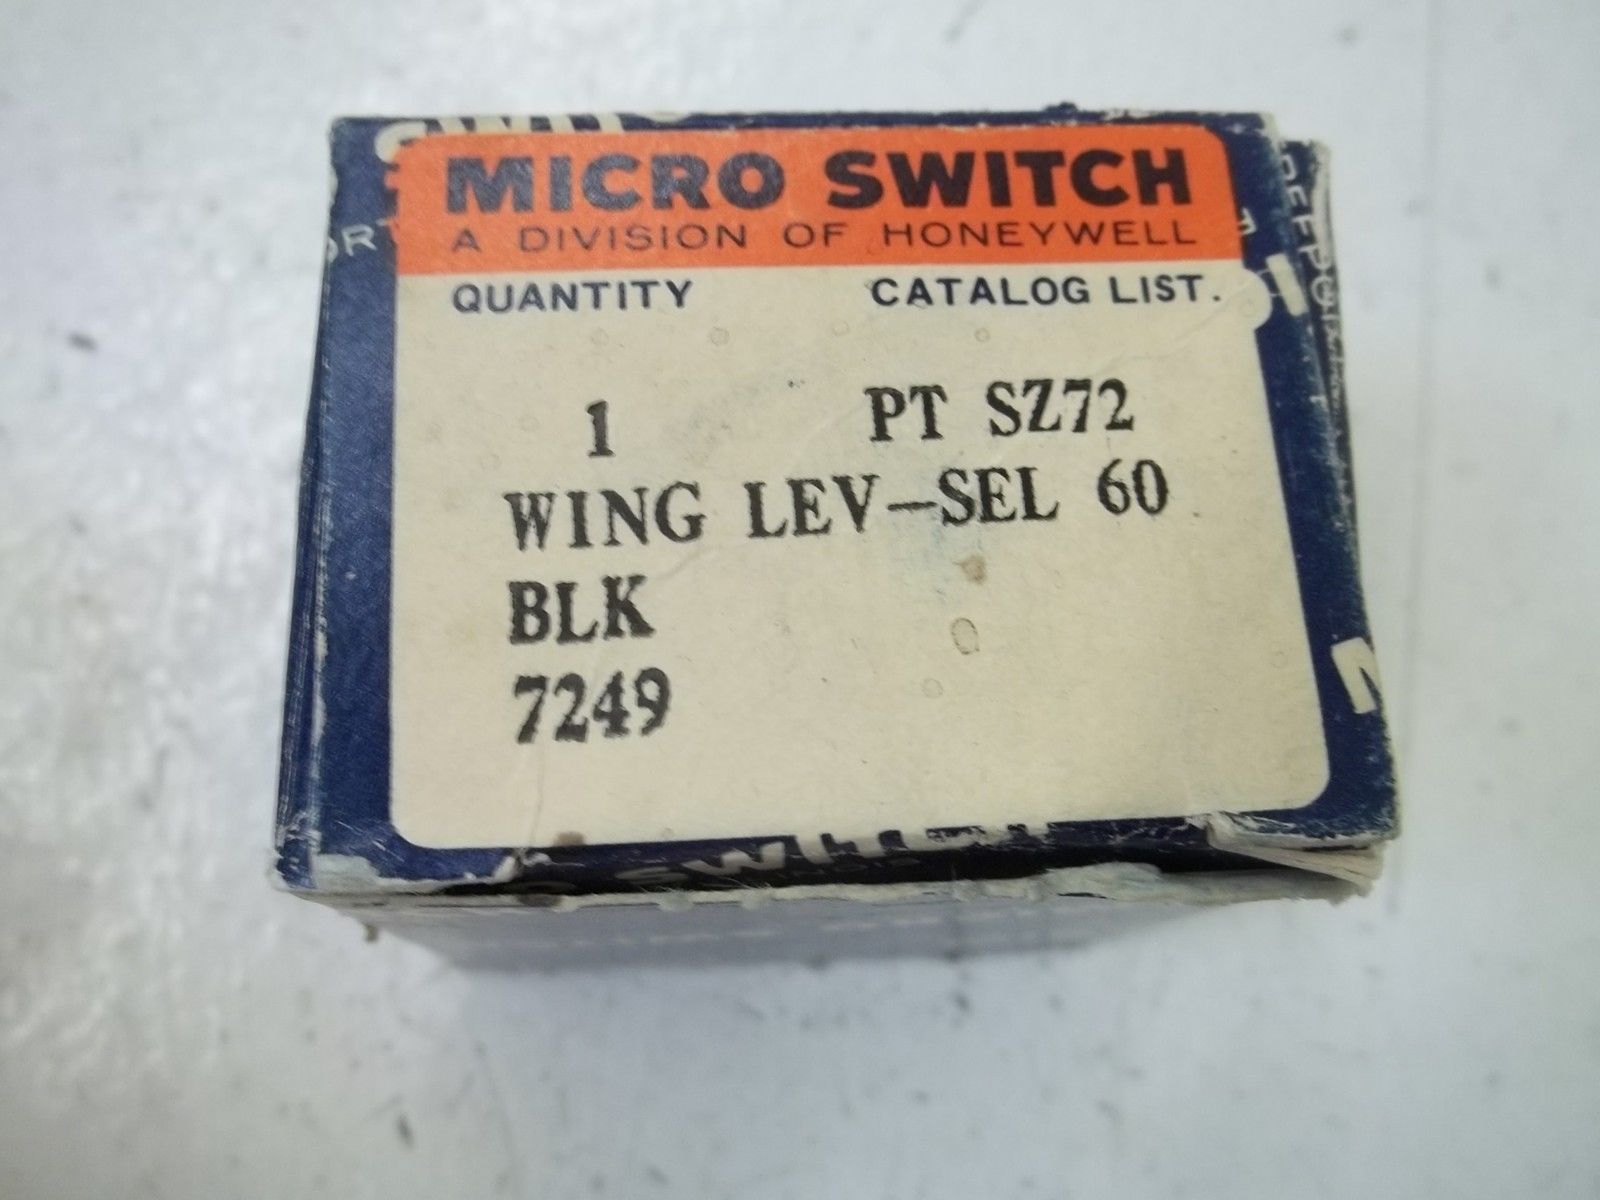 MICRO SWITCH
A DIVISION OF HONEYWELL
QUANTITY CATALOG LIST.
1 PT SZ72
WING LEV-SEL 60
BLK
7249